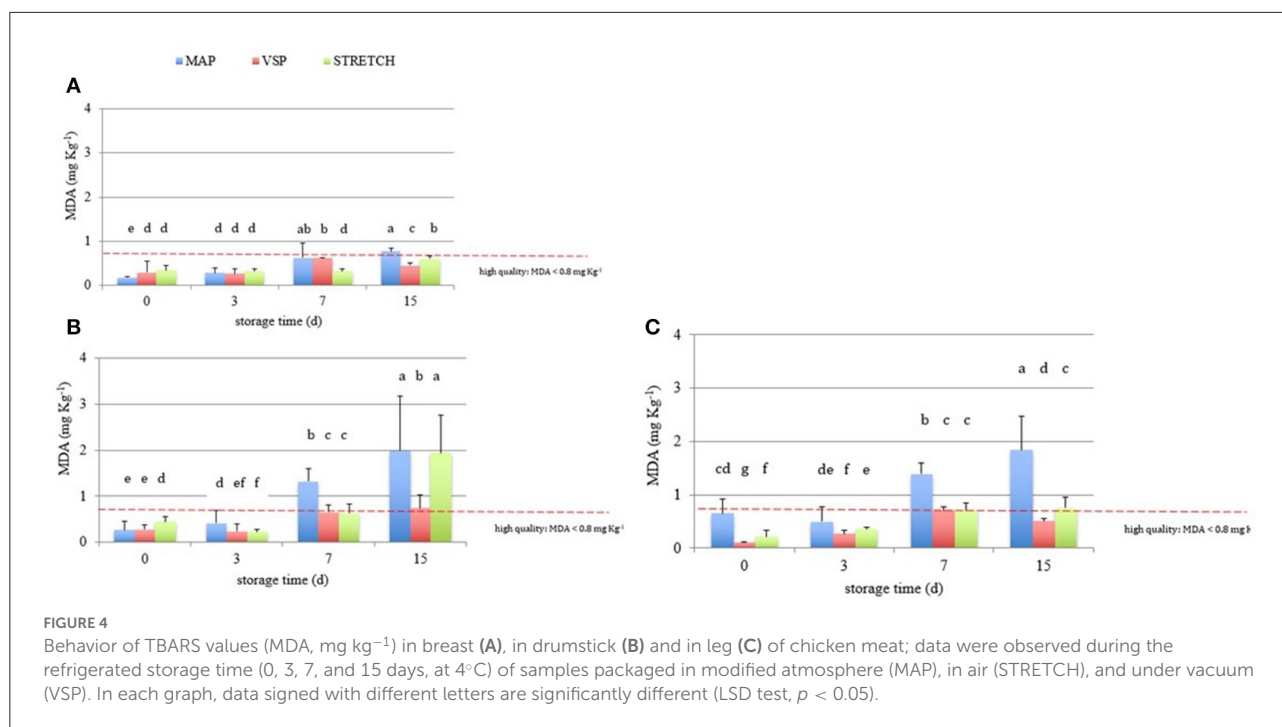 MAP VSP STRETCH
A
4
3
2
1
0
MDA (mg Kg⁻¹)
e d d d d d ab b d a c b
high quality: MDA < 0.8 mg Kg⁻¹
0 3 7 15
storage time (d)
B
4
3
2
1
0
MDA (mg Kg⁻¹)
e e d d ef f b c c a b a
high quality: MDA < 0.8 mg Kg⁻¹
0 3 7 15
storage time (d)
C
4
3
2
1
0
MDA (mg Kg⁻¹)
cd g f de f e b c c a d c
high quality: MDA < 0.8 mg
0 3 7 15
storage time (d)
FIGURE 4
Behavior of TBARS values (MDA, mg kg⁻¹) in breast (A), in drumstick (B) and in leg (C) of chicken meat; data were observed during the
refrigerated storage time (0, 3, 7, and 15 days, at 4°C) of samples packaged in modified atmosphere (MAP), in air (STRETCH), and under vacuum
(VSP). In each graph, data signed with different letters are significantly different (LSD test, p < 0.05).